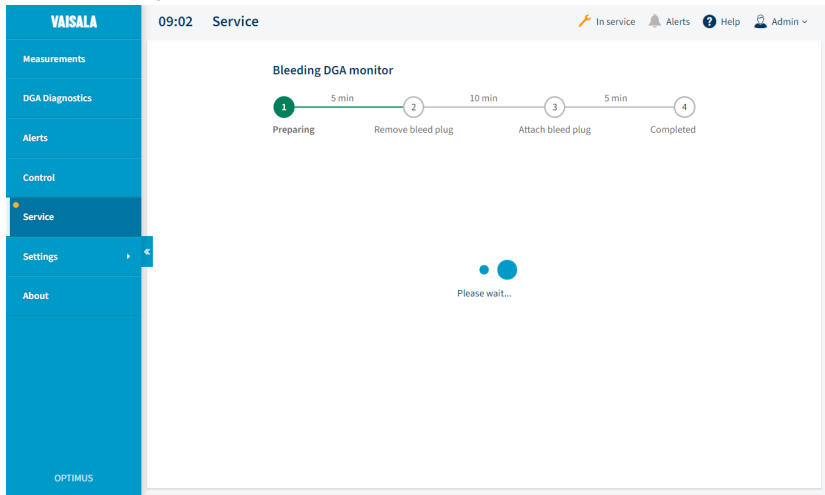 VAISALA
09:02 Service
In service Alerts Help Admin
Measurements
DGA Diagnostics
Alerts
Control
Service
Settings
About
OPTIMUS
Bleeding DGA monitor
5 min 10 min 5 min
1 2 3 4
Preparing Remove bleed plug Attach bleed plug Completed
Please wait...